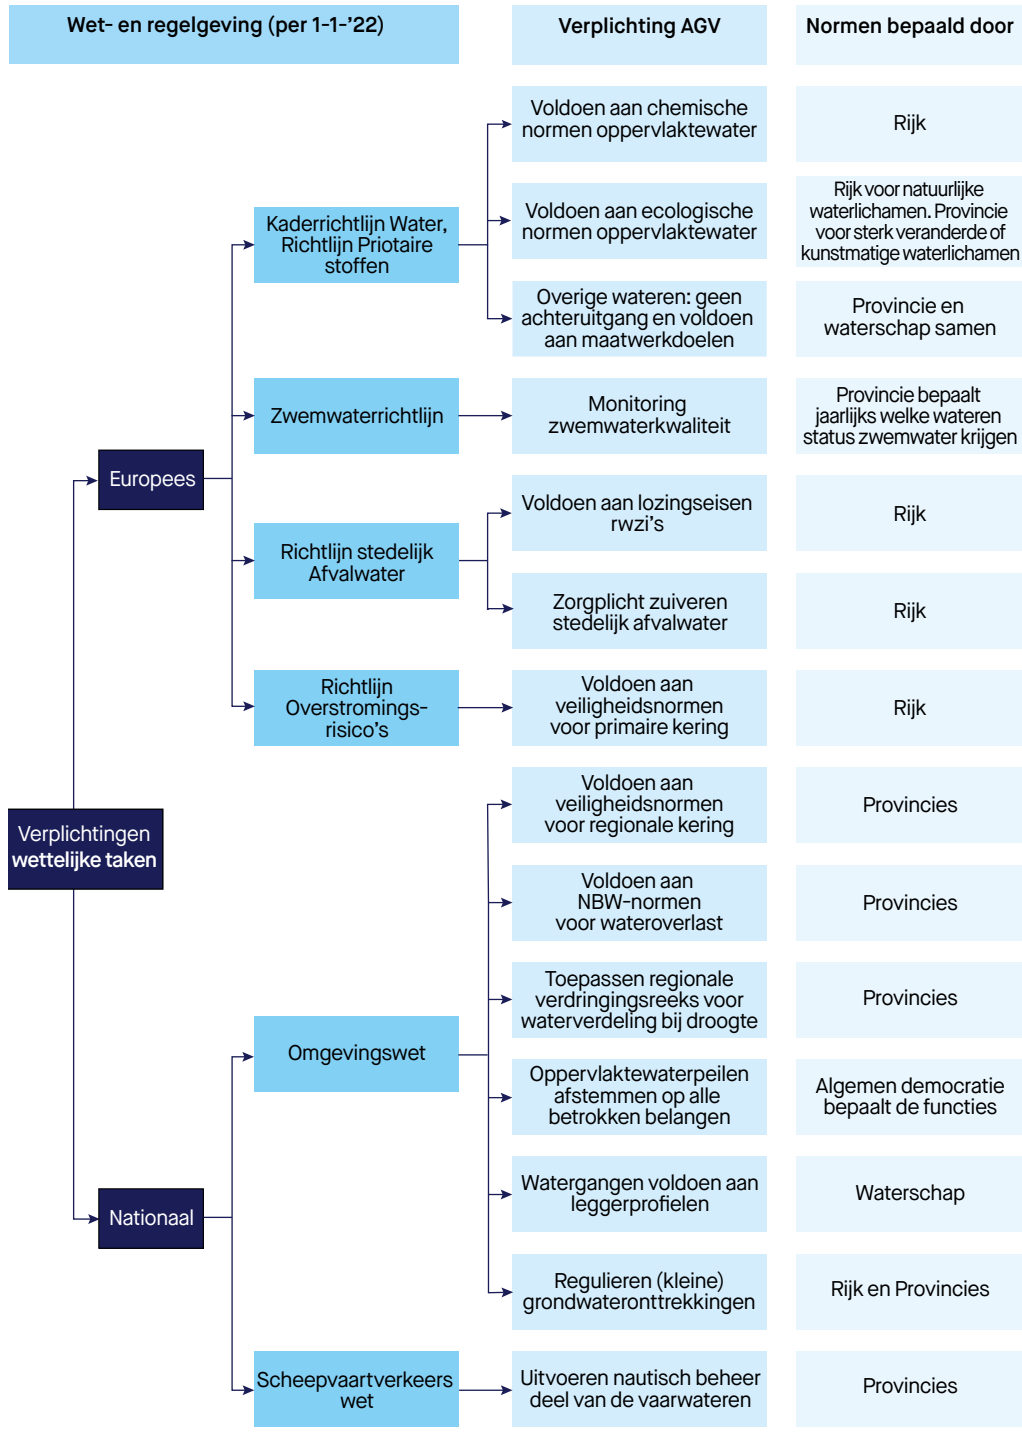 Wet- en regelgeving (per 1-1-'22)
Verplichting AGV
Normen bepaald door
Verplichtingen
wettelijke taken
Europees
Kaderrichtlijn Water,
Richtlijn Priotaire
stoffen
Voldoen aan chemische
normen oppervlaktewater
Rijk
Voldoen aan ecologische
normen oppervlaktewater
Rijk voor natuurlijke
waterlichamen. Provincie
voor sterk veranderde of
kunstmatige waterlichamen
Overige wateren: geen
achteruitgang en voldoen
aan maatwerkdoelen
Provincie en
waterschap samen
Zwemwaterrichtlijn
Monitoring
zwemwaterkwaliteit
Provincie bepaalt
jaarlijks welke wateren
status zwemwater krijgen
Richtlijn stedelijk
Afvalwater
Voldoen aan lozingseisen
rwzi's
Rijk
Zorgplicht zuiveren
stedelijk afvalwater
Rijk
Richtlijn
Overstromings-
risico's
Voldoen aan
veiligheidsnormen
voor primaire kering
Rijk
Nationaal
Omgevingswet
Voldoen aan
veiligheidsnormen
voor regionale kering
Provincies
Voldoen aan
NBW-normen
voor wateroverlast
Provincies
Toepassen regionale
verdringingsreeks voor
waterverdeling bij droogte
Provincies
Oppervlaktewaterpeilen
afstemmen op alle
betrokken belangen
Algemen democratie
bepaalt de functies
Watergangen voldoen aan
leggerprofielen
Waterschap
Regulieren (kleine)
grondwateronttrekkingen
Rijk en Provincies
Scheepvaartverkeers
wet
Uitvoeren nautisch beheer
deel van de vaarwateren
Provincies